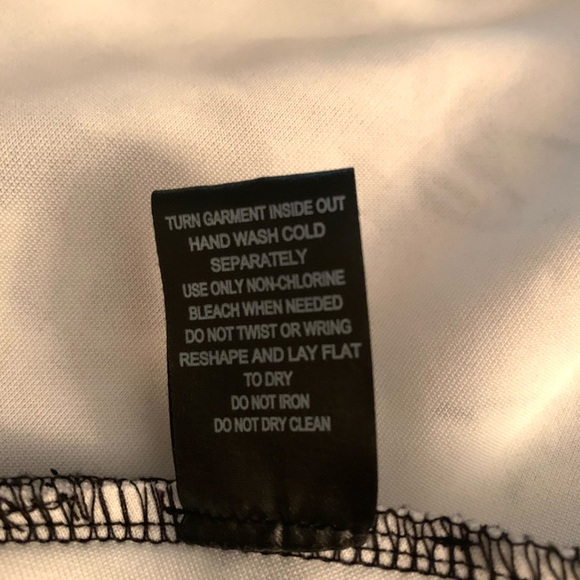 TURN GARMENT INSIDE OUT
HAND WASH COLD
SEPARATELY
USE ONLY NON-CHLORINE
BLEACH WHEN NEEDED
DO NOT TWIST OR WRING
RESHAPE AND LAY FLAT
TO DRY
DO NOT IRON
DO NOT DRY CLEAN